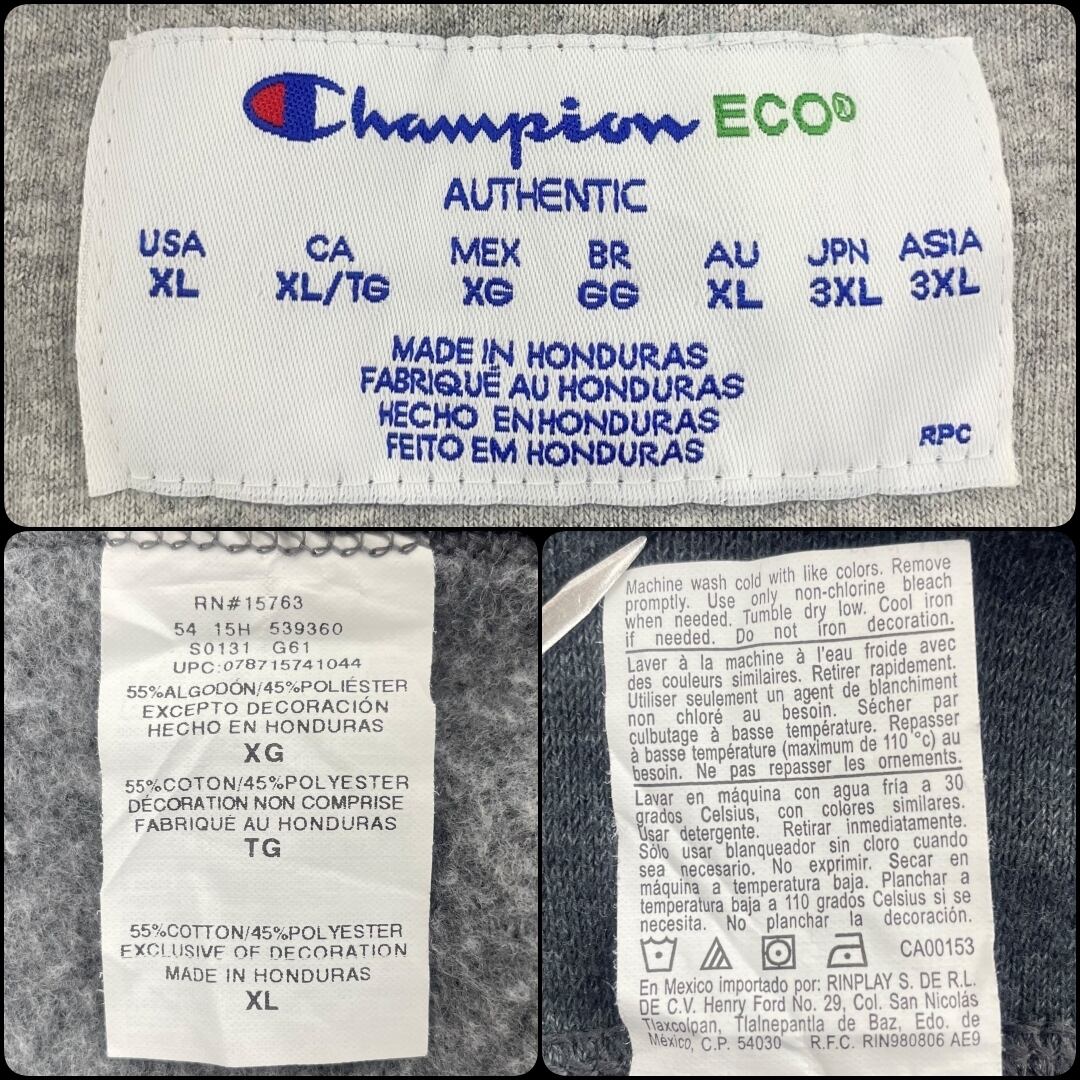 Champion ECO®
AUTHENTIC
USA CA MEX BR AU JPN ASIA
XL XL/TG XG GG XL 3XL 3XL
MADE IN HONDURAS
FABRIQUÉ AU HONDURAS
HECHO EN HONDURAS
FEITO EM HONDURAS
RPC
RN#15763
54 15H 539360
S0131 G61
UPC:078715741044
55%ALGODÓN/45%POLIÉSTER
EXCEPTO DECORACIÓN
HECHO EN HONDURAS
XG
55%COTON/45%POLYESTER
DÉCORATION NON COMPRISE
FABRIQUÉ AU HONDURAS
TG
55%COTTON/45%POLYESTER
EXCLUSIVE OF DECORATION
MADE IN HONDURAS
XL
Machine wash cold with like colors. Remove
promptly. Use only non-chlorine bleach
when needed. Tumble dry low. Cool iron
if needed. Do not iron decoration.
Laver à la machine à l'eau froide avec
des couleurs similaires. Retirer rapidement.
Utiliser seulement un agent de blanchiment
non chloré au besoin. Sécher par
culbutage à basse température. Repasser
à basse température (maximum de 110 °c) au
besoin. Ne pas repasser les ornements.
Lavar en máquina con agua fría a 30
grados Celsius, con colores similares.
Usar detergente. Retirar inmediatamente.
Sólo usar blanqueador sin cloro cuando
sea necesario. No exprimir. Secar en
máquina a temperatura baja. Planchar a
temperatura baja a 110 grados Celsius si se
necesita. No planchar la decoración.
CA00153
En Mexico importado por: RINPLAY S. DE R.L.
DE C.V. Henry Ford No. 29, Col. San Nicolás
Tlaxcolpan, Tlalnepantla de Baz, Edo. de
México, C.P. 54030 R.F.C. RIN980806 AE9